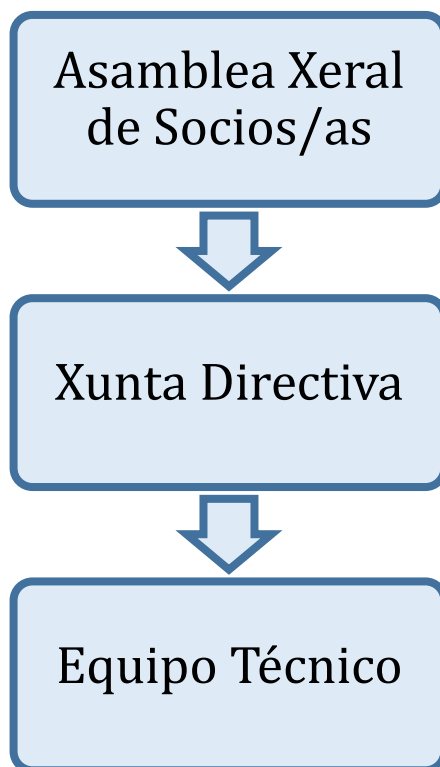 Asamblea Xeral
de Socios/as
Xunta Directiva
Equipo Técnico